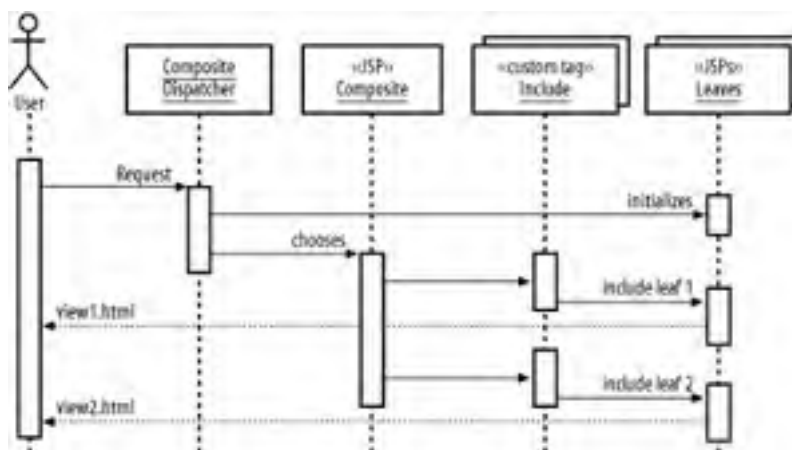 User
Composite
Dispatcher
«JSP»
Composite
«custom tag»
Include
«JSPs»
Leaves
Request
initializes
chooses
include leaf 1
view1.html
include leaf 2
view2.html